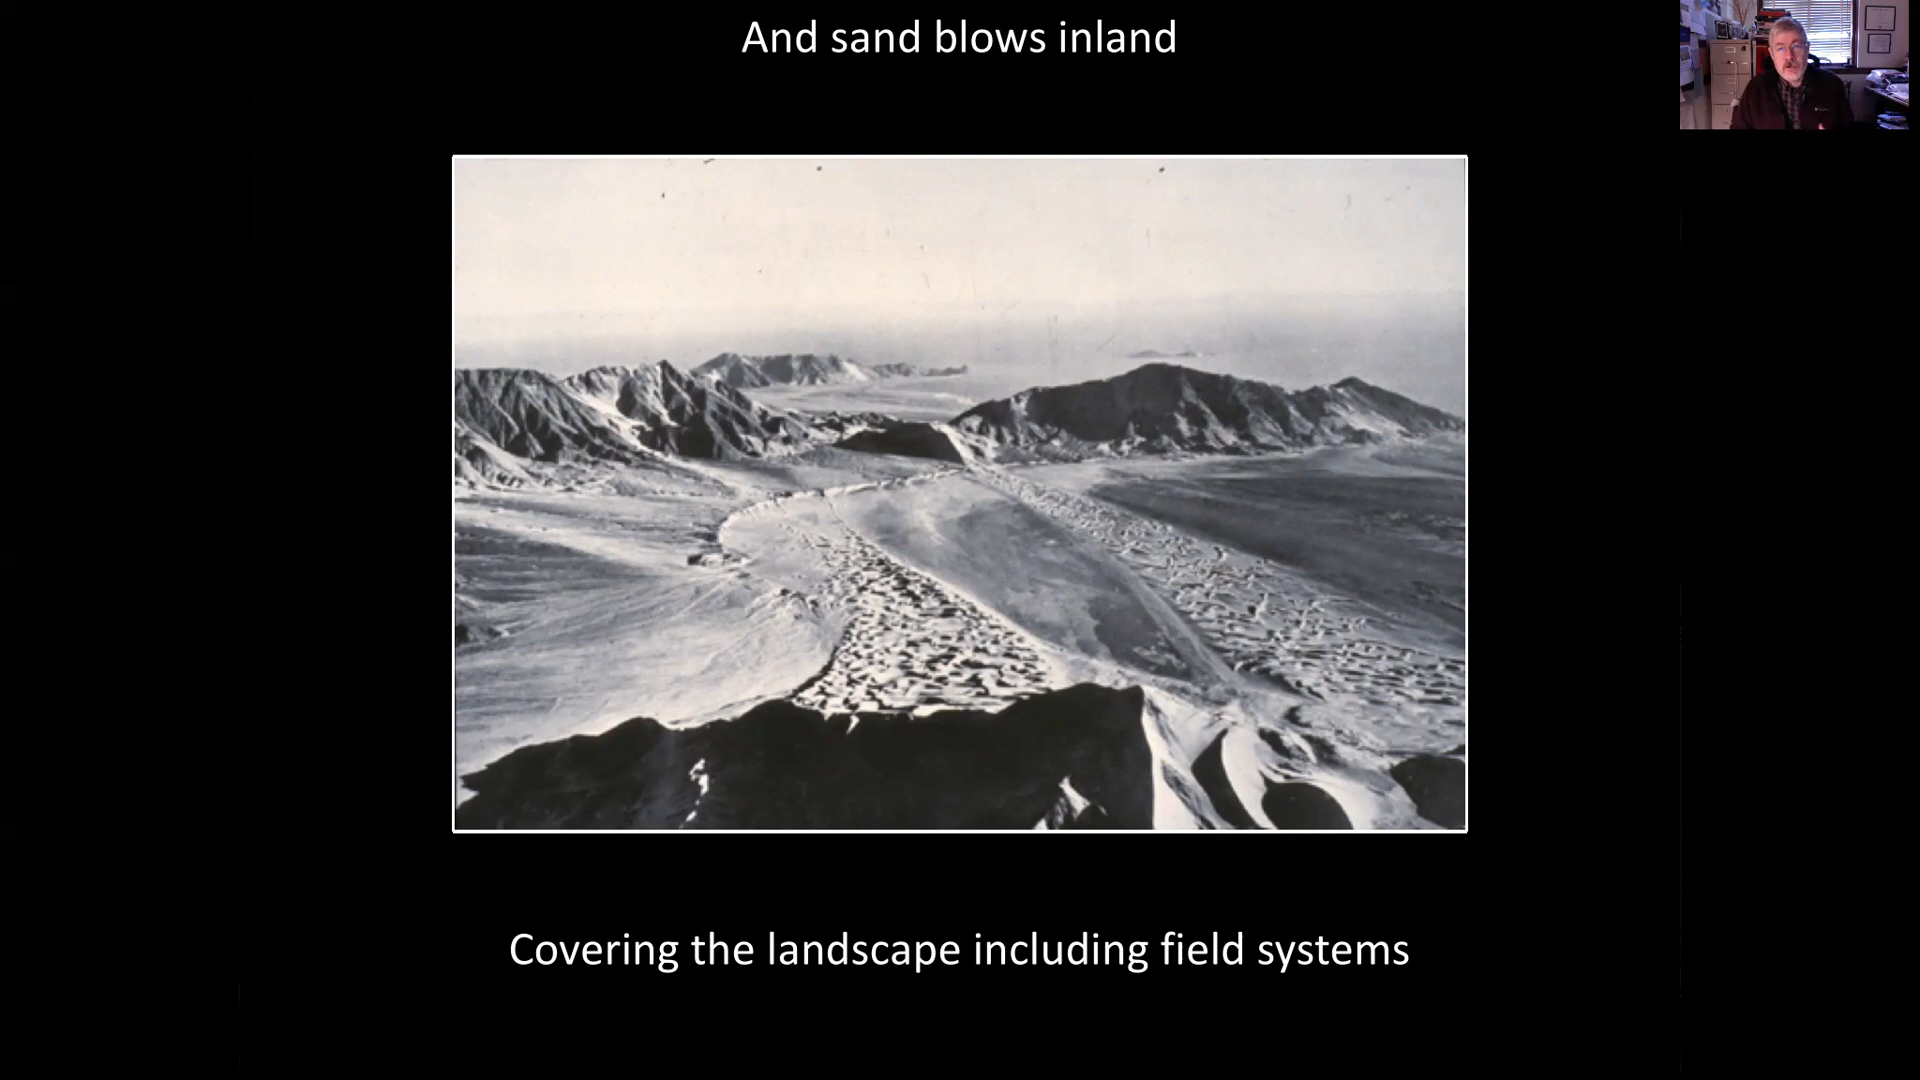 And sand blows inland
Covering the landscape including field systems